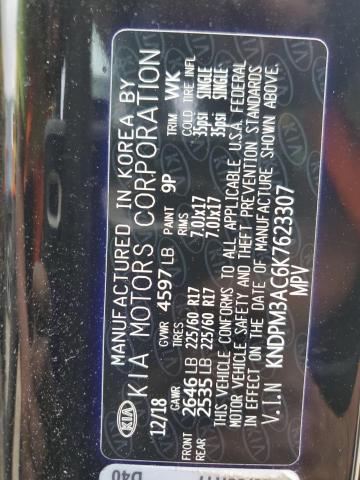 MANUFACTURED IN KOREA BY
KIA MOTORS CORPORATION
KIA
12/18 GVWR 4597 LB PAINT 9P TRIM WK
GAWR TIRES RIMS COLD TIRE INFL
FRONT 2646 LB 225/60 R17 7.0JX17 35psi SINGLE
REAR 2535 LB 225/60 R17 7.0JX17 35psi SINGLE
THIS VEHICLE CONFORMS TO ALL APPLICABLE U.S.A. FEDERAL
MOTOR VEHICLE SAFETY AND THEFT PREVENTION STANDARDS
IN EFFECT ON THE DATE OF MANUFACTURE SHOWN ABOVE.
V.I.N KNDPM3AC6K7623307
MPV
D40